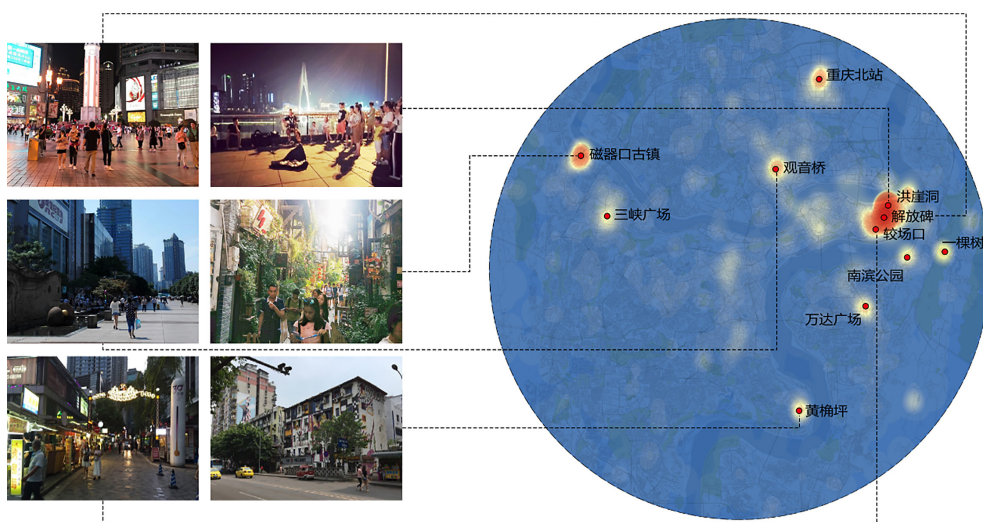 重庆北站
磁器口古镇
观音桥
洪崖洞
三峡广场
解放碑
较场口
一棵树
南滨公园
万达广场
黄桷坪